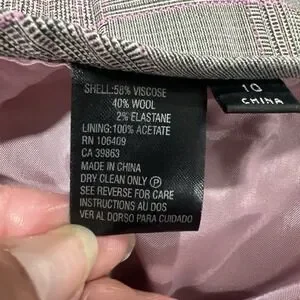 SHELL:58% VISCOSE
40% WOOL
2% ELASTANE
LINING:100% ACETATE
RN 106409
CA 39863
MADE IN CHINA
DRY CLEAN ONLY Ⓟ
SEE REVERSE FOR CARE
INSTRUCTIONS AU DOS
VER AL DORSO PARA CUIDADO
10
CHINA